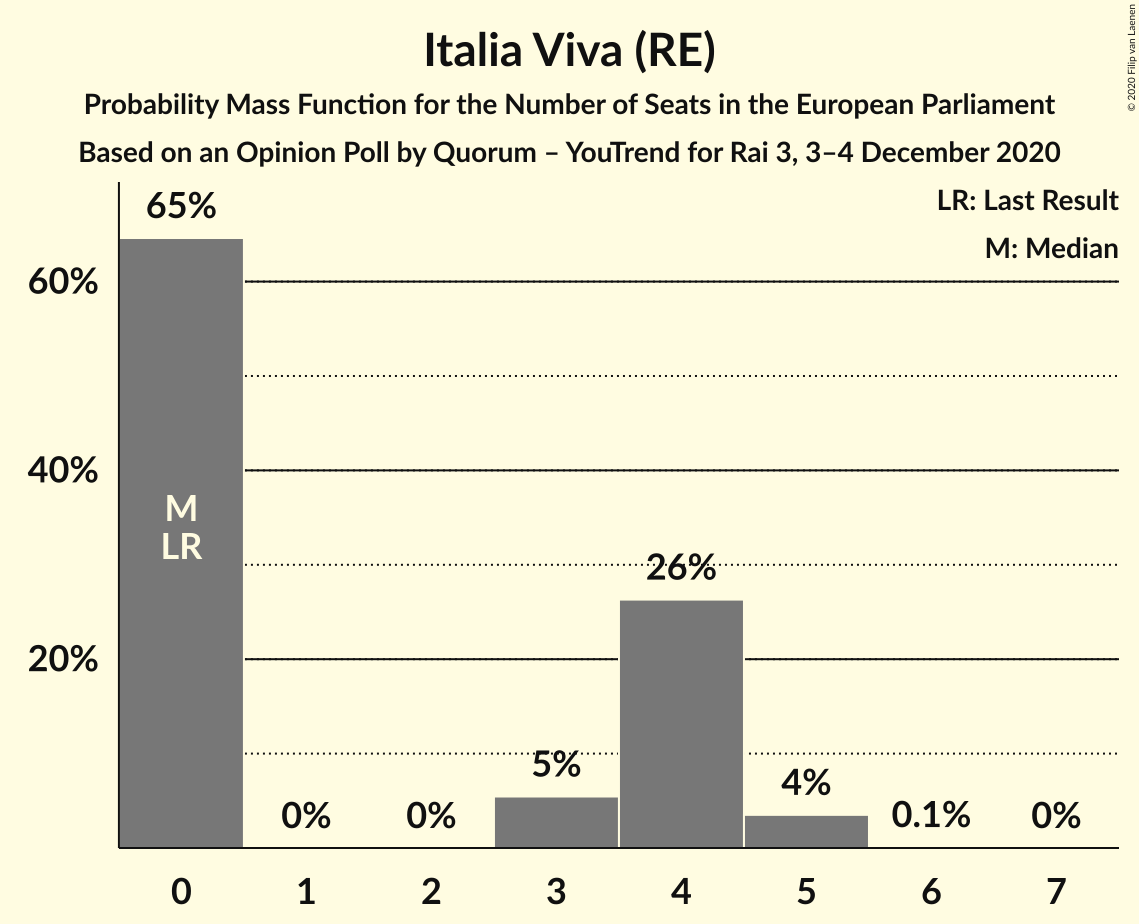 Italia Viva (RE)
Probability Mass Function for the Number of Seats in the European Parliament
Based on an Opinion Poll by Quorum – YouTrend for Rai 3, 3–4 December 2020
© 2020 Filip van Laenen
LR: Last Result
M: Median
65%
60%
40%
20%
M
LR
0%
0%
5%
26%
4%
0.1%
0%
0 1 2 3 4 5 6 7